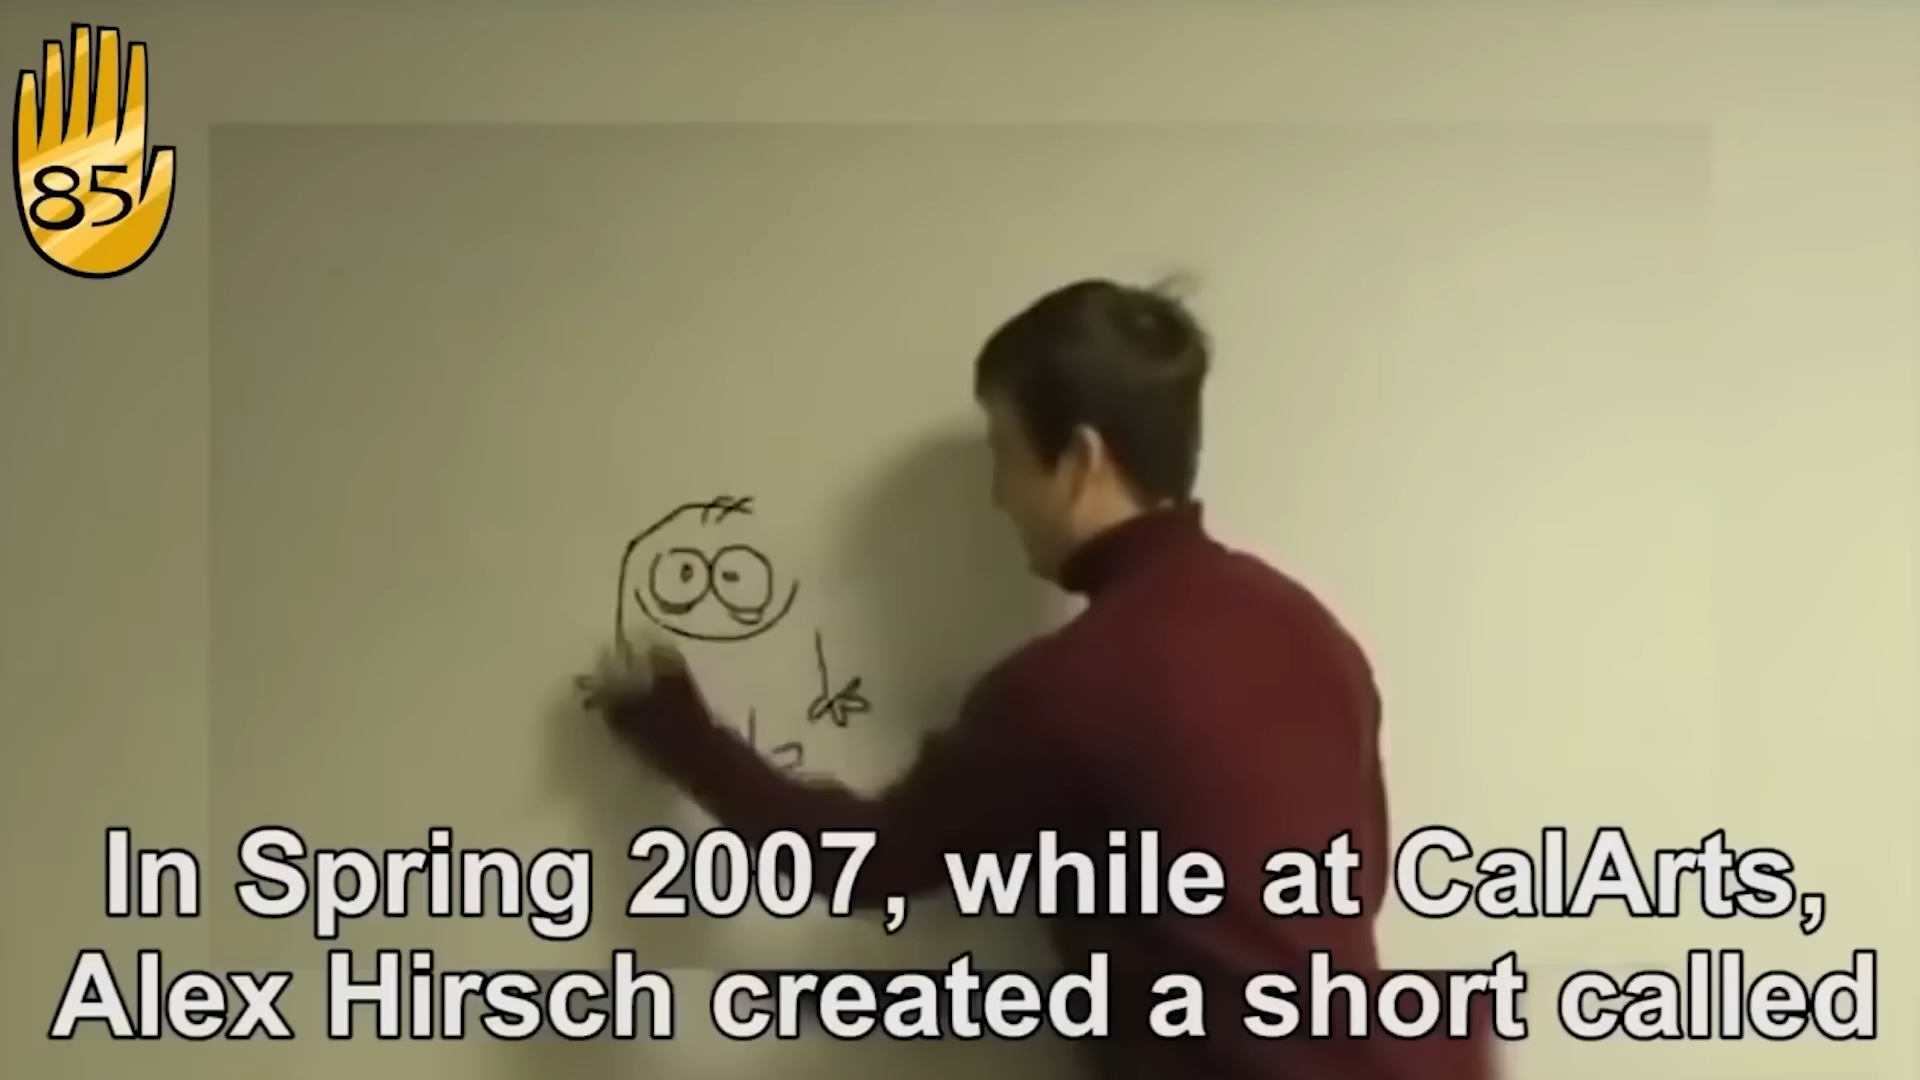 85
In Spring 2007, while at CalArts,
Alex Hirsch created a short called